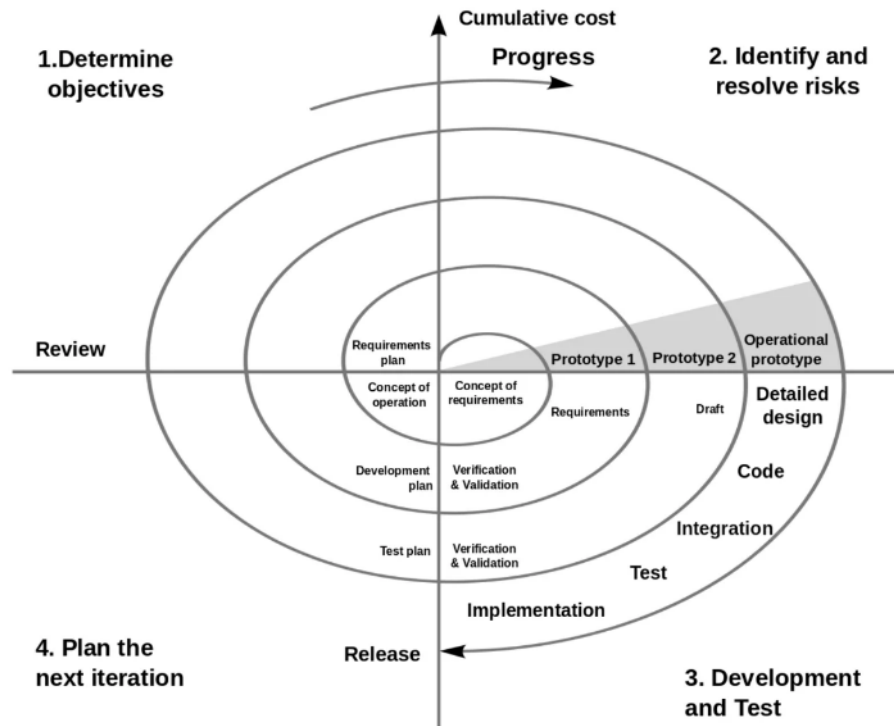 Cumulative cost
1.Determine
objectives
Progress
2. Identify and
resolve risks
Review
Requirements
plan
Prototype 1
Prototype 2
Operational
prototype
Concept of
operation
Concept of
requirements
Requirements
Draft
Detailed
design
Development
plan
Verification
& Validation
Code
Integration
Test plan
Verification
& Validation
Test
Implementation
4. Plan the
next iteration
Release
3. Development
and Test